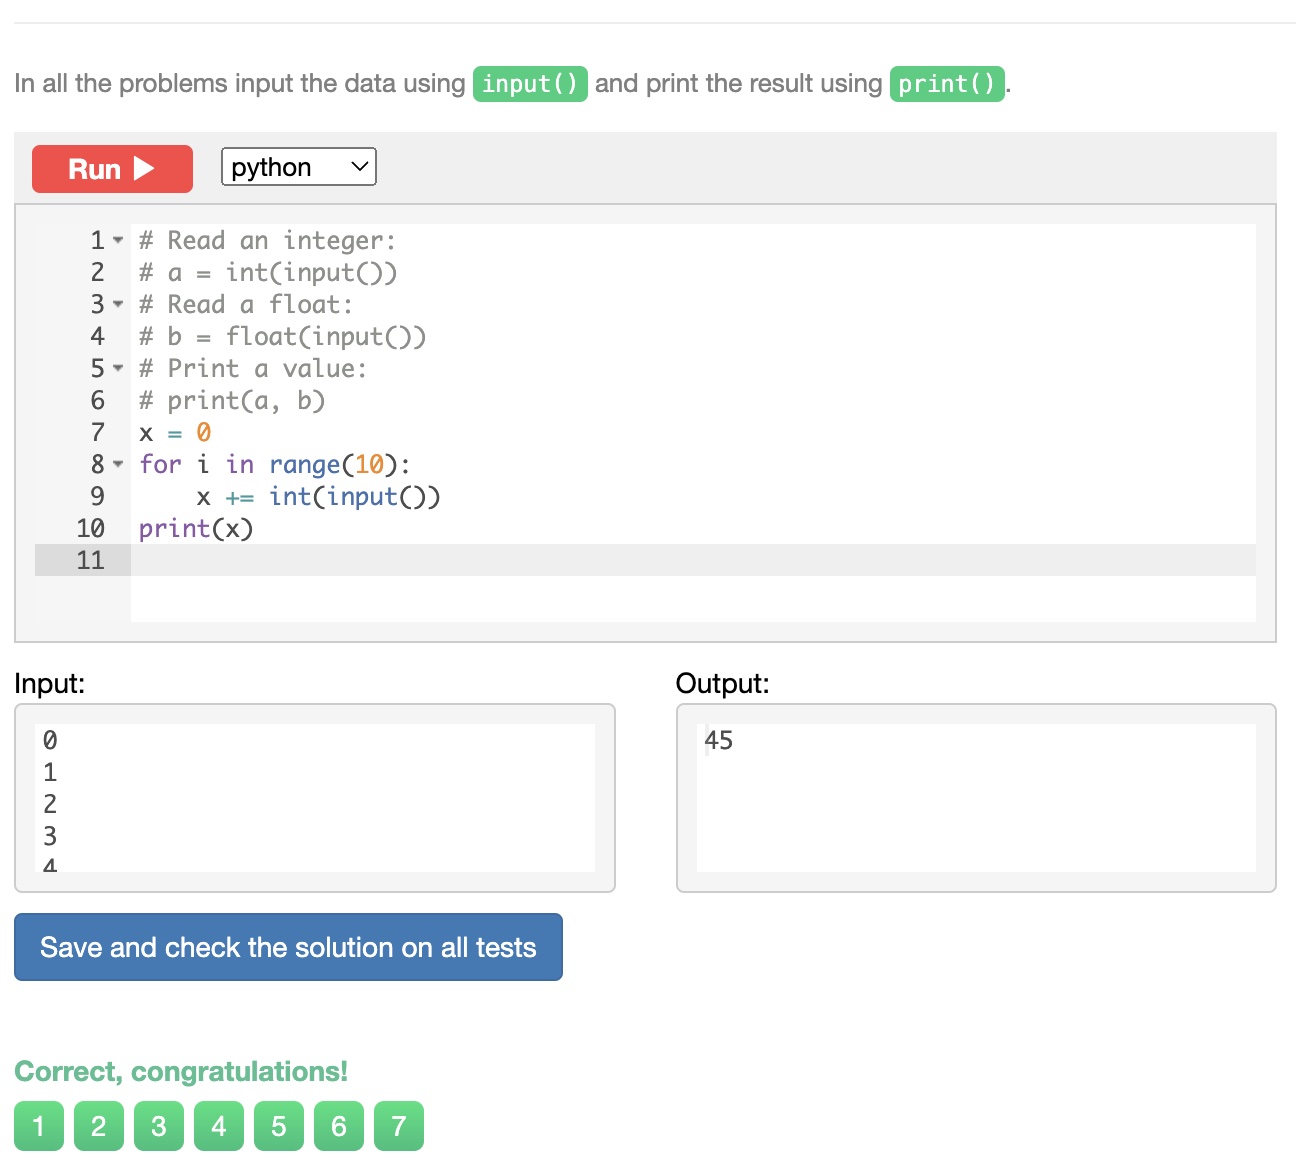 In all the problems input the data using input() and print the result using print().
Run python
1 # Read an integer:
2 # a = int(input())
3 # Read a float:
4 # b = float(input())
5 # Print a value:
6 # print(a, b)
7 x = 0
8 for i in range(10):
9     x += int(input())
10 print(x)
11
Input:
0
1
2
3
4
Output:
45
Save and check the solution on all tests
Correct, congratulations!
1 2 3 4 5 6 7